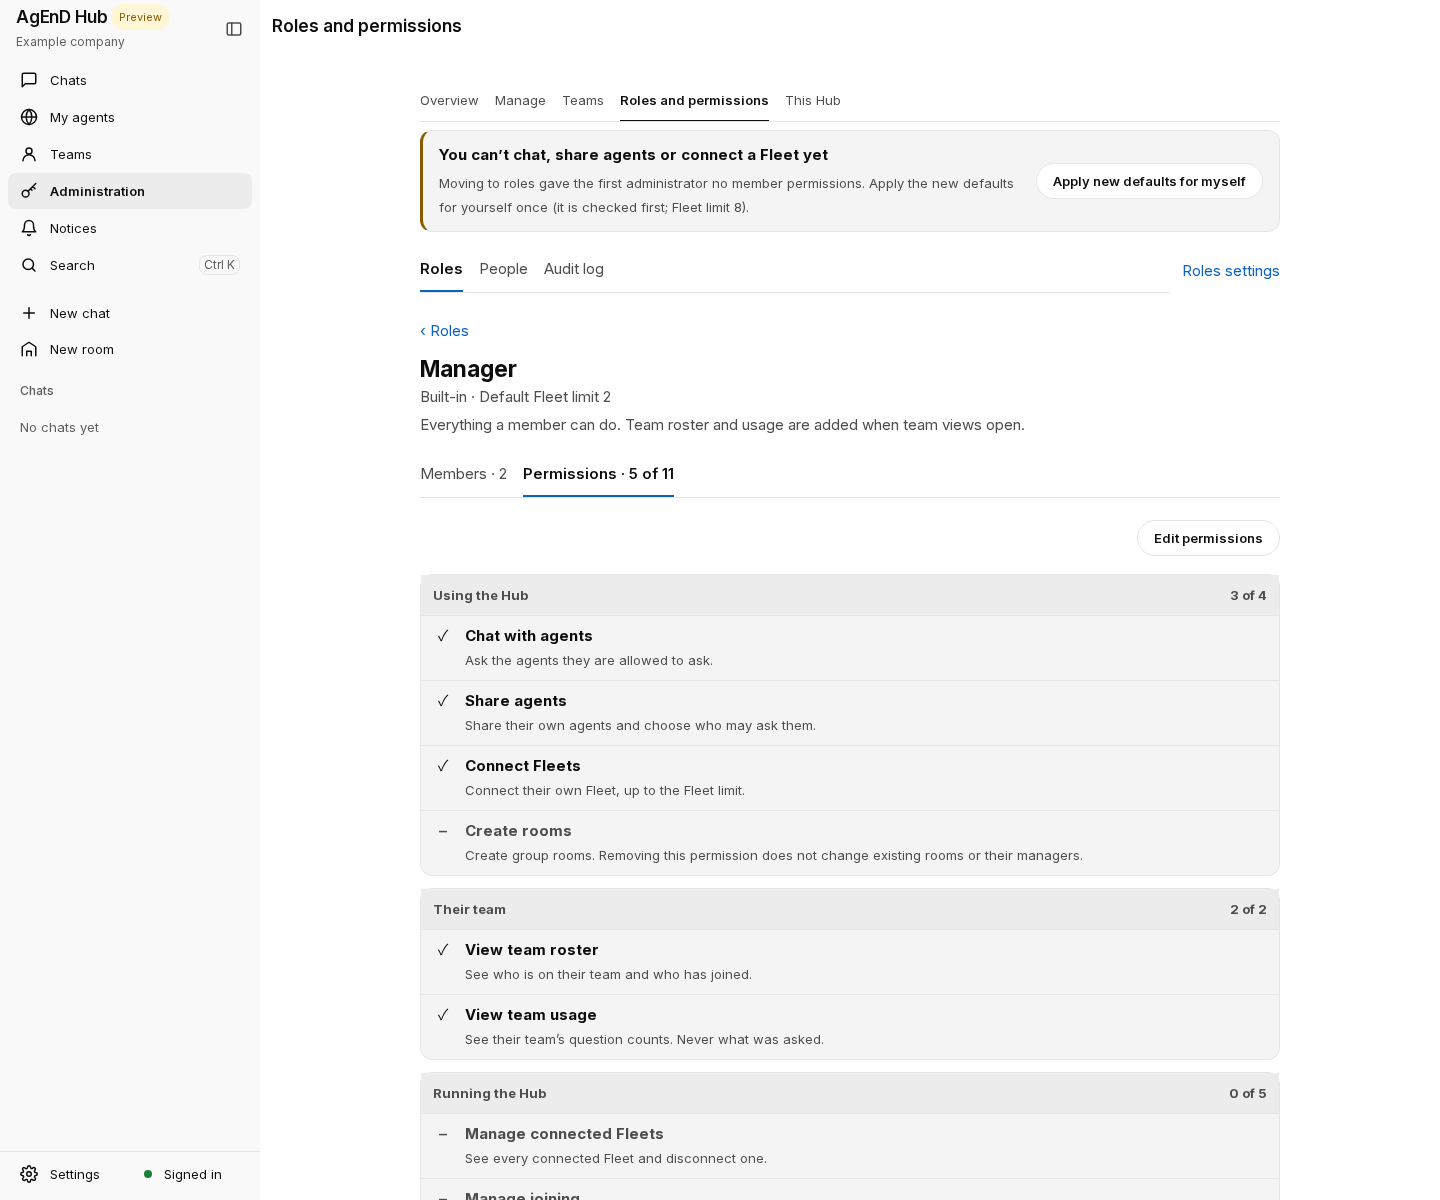 AgEnD Hub Preview
Example company
Chats
My agents
Teams
Administration
Notices
Search Ctrl K
New chat
New room
Chats
No chats yet
Settings
Signed in
Roles and permissions
Overview Manage Teams Roles and permissions This Hub
You can’t chat, share agents or connect a Fleet yet
Moving to roles gave the first administrator no member permissions. Apply the new defaults
for yourself once (it is checked first; Fleet limit 8).
Apply new defaults for myself
Roles People Audit log
Roles settings
‹ Roles
Manager
Built-in · Default Fleet limit 2
Everything a member can do. Team roster and usage are added when team views open.
Members · 2 Permissions · 5 of 11
Edit permissions
Using the Hub 3 of 4
✓ Chat with agents
Ask the agents they are allowed to ask.
✓ Share agents
Share their own agents and choose who may ask them.
✓ Connect Fleets
Connect their own Fleet, up to the Fleet limit.
– Create rooms
Create group rooms. Removing this permission does not change existing rooms or their managers.
Their team 2 of 2
✓ View team roster
See who is on their team and who has joined.
✓ View team usage
See their team’s question counts. Never what was asked.
Running the Hub 0 of 5
– Manage connected Fleets
See every connected Fleet and disconnect one.
– Manage joining